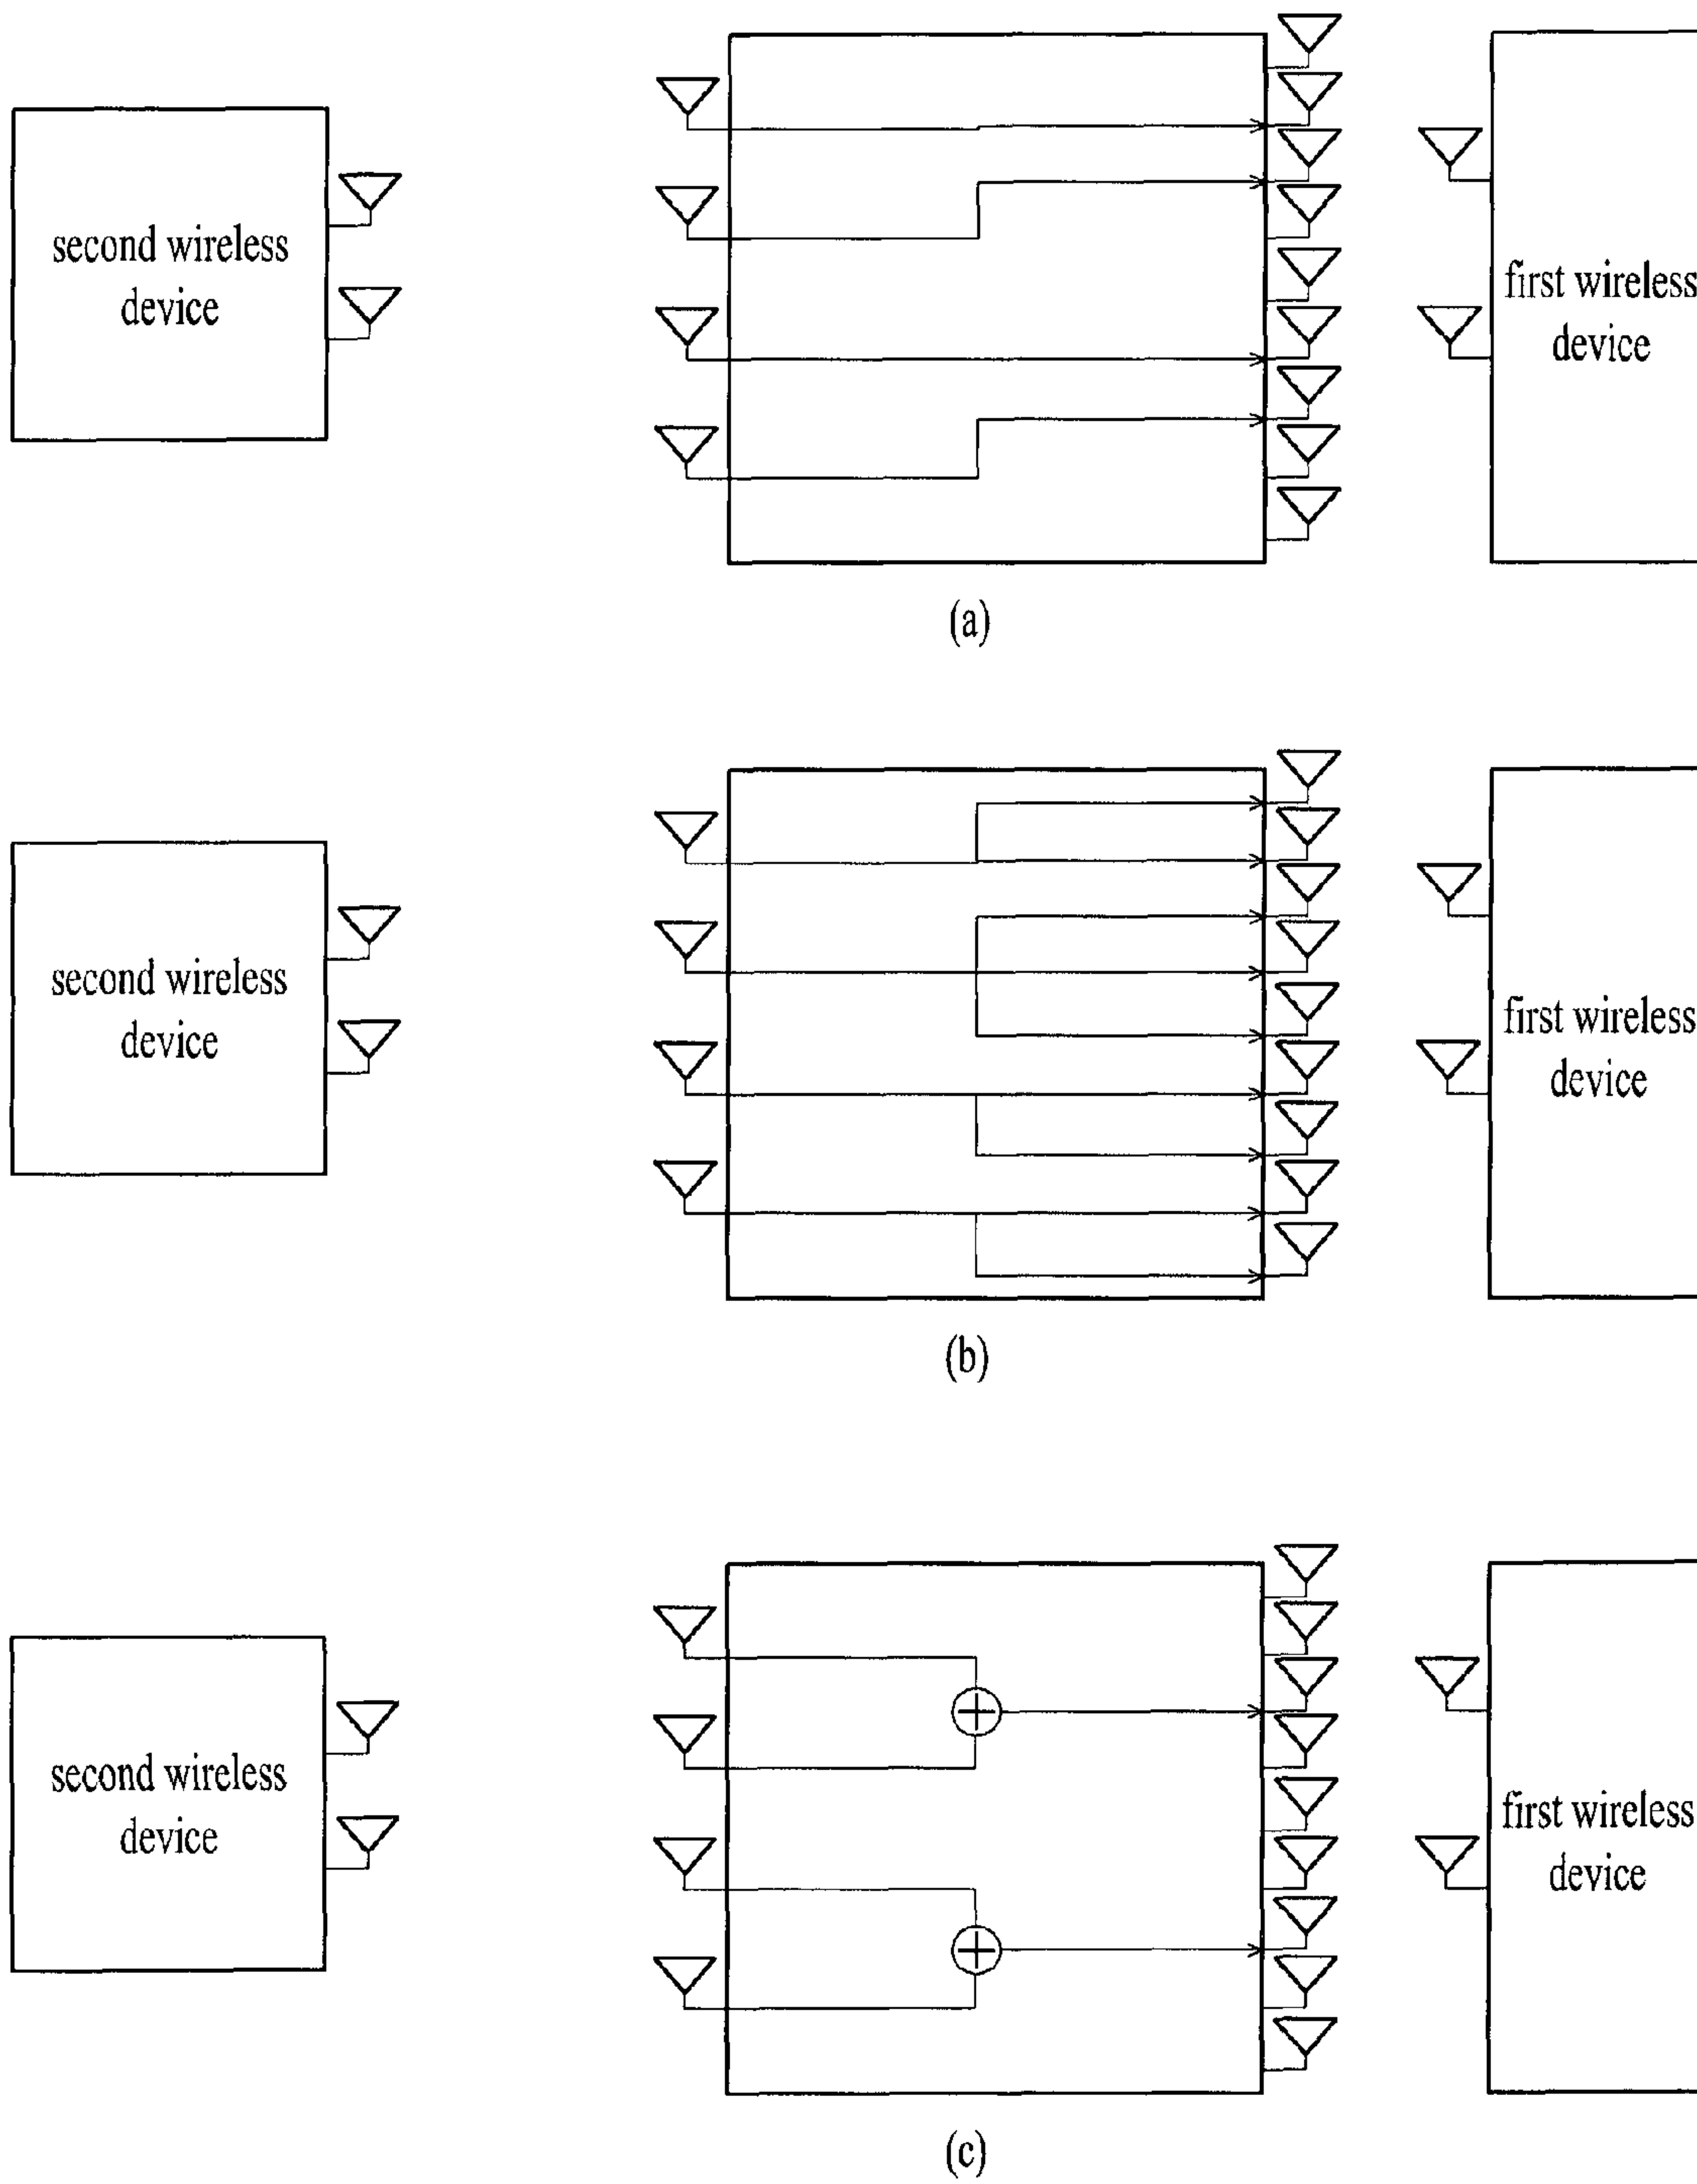 second wireless
device
first wireless
device
(a)
second wireless
device
first wireless
device
(b)
second wireless
device
first wireless
device
(c)